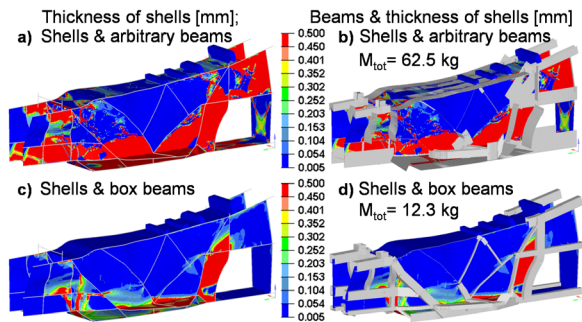 Thickness of shells [mm];
a) Shells & arbitrary beams
Beams & thickness of shells [mm]
b) Shells & arbitrary beams
Mtot= 62.5 kg
0.500
0.451
0.401
0.352
0.302
0.252
0.203
0.153
0.104
0.054
0.005
c) Shells & box beams
d) Shells & box beams
Mtot= 12.3 kg
0.500
0.451
0.401
0.352
0.302
0.252
0.203
0.153
0.104
0.054
0.005